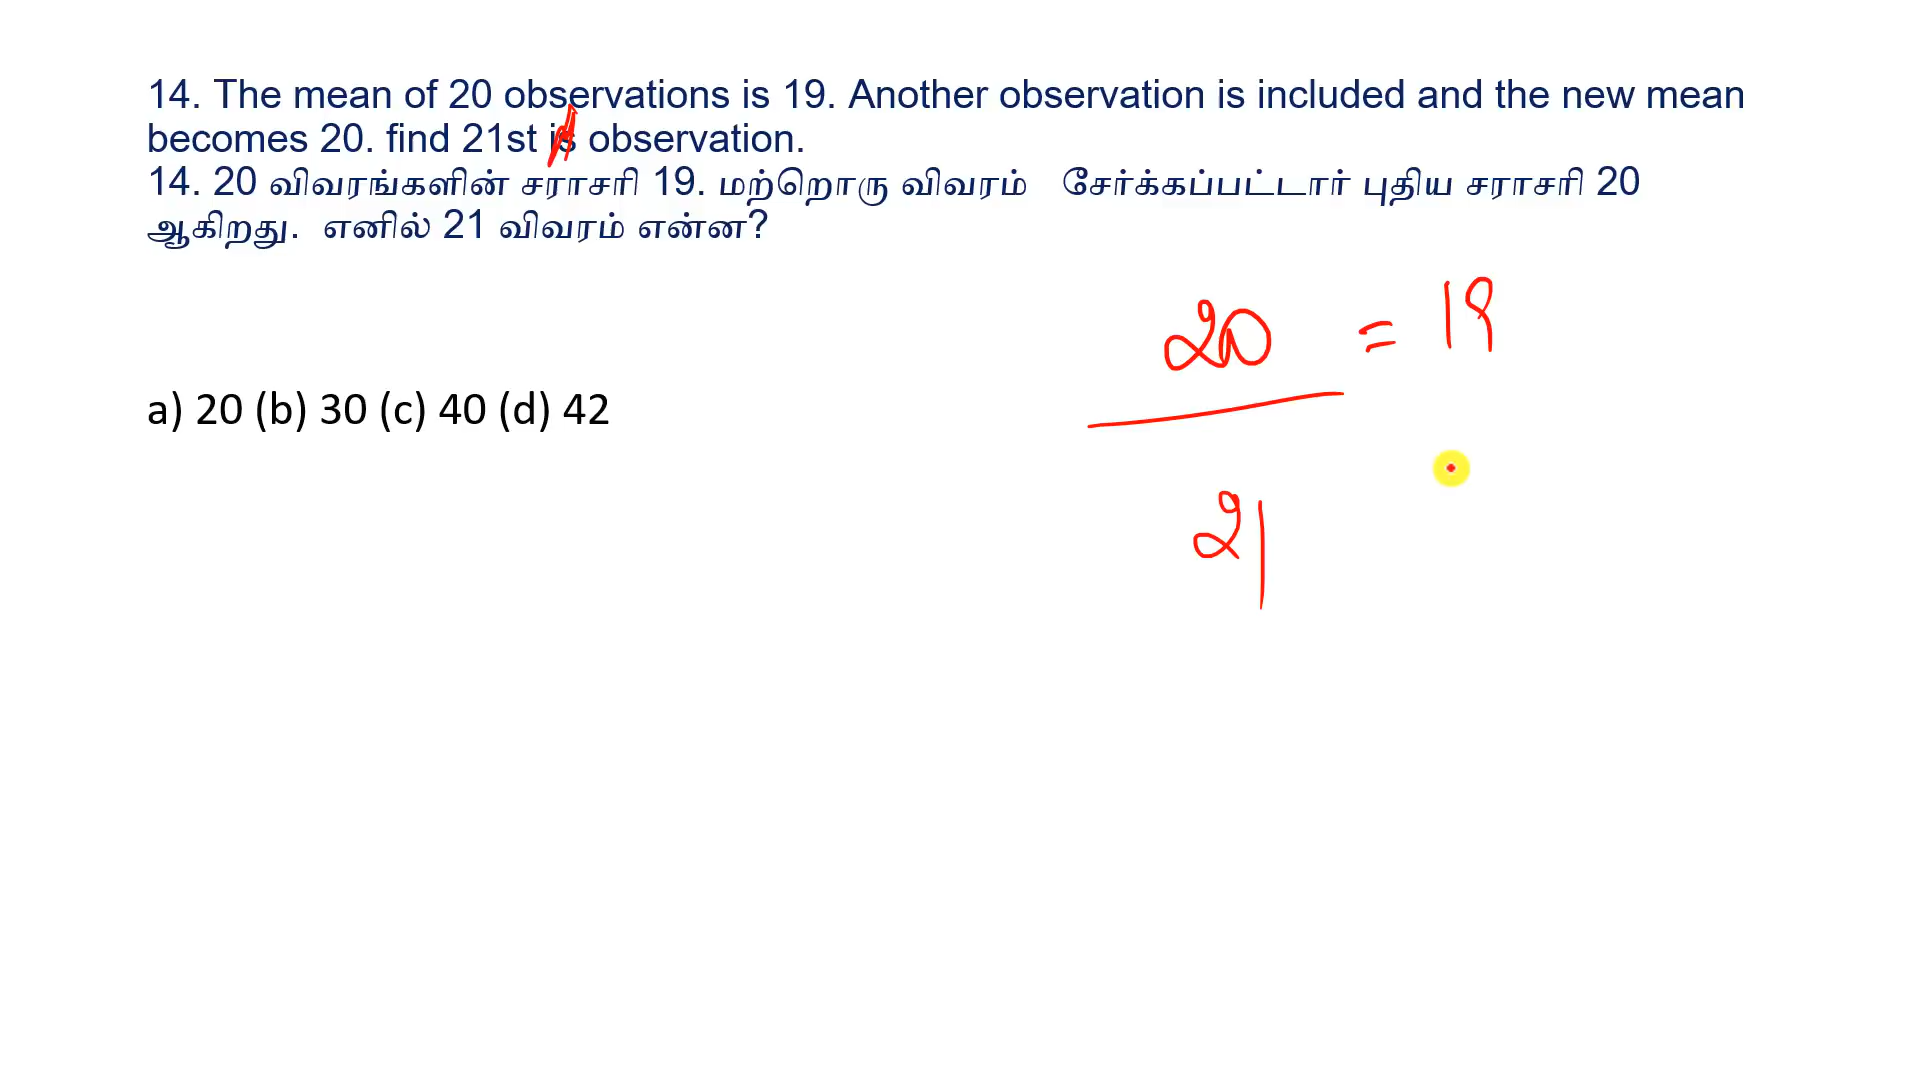 14. The mean of 20 observations is 19. Another observation is included and the new mean
becomes 20. find 21st is observation.
14. 20 விவரங்களின் சராசரி 19. மற்றொரு விவரம் சேர்க்கப்பட்டார் புதிய சராசரி 20
ஆகிறது. எனில் 21 விவரம் என்ன?
20 = 19
a) 20 (b) 30 (c) 40 (d) 42
21